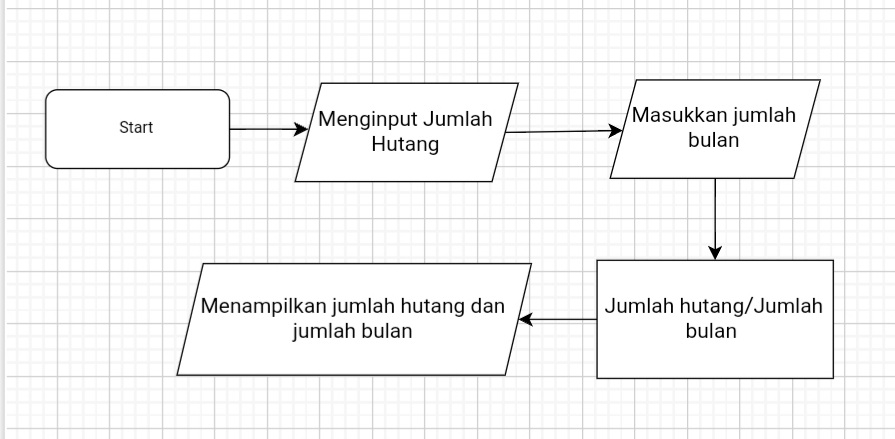 Start
Menginput Jumlah
Hutang
Masukkan jumlah
bulan
Jumlah hutang/Jumlah
bulan
Menampilkan jumlah hutang dan
jumlah bulan